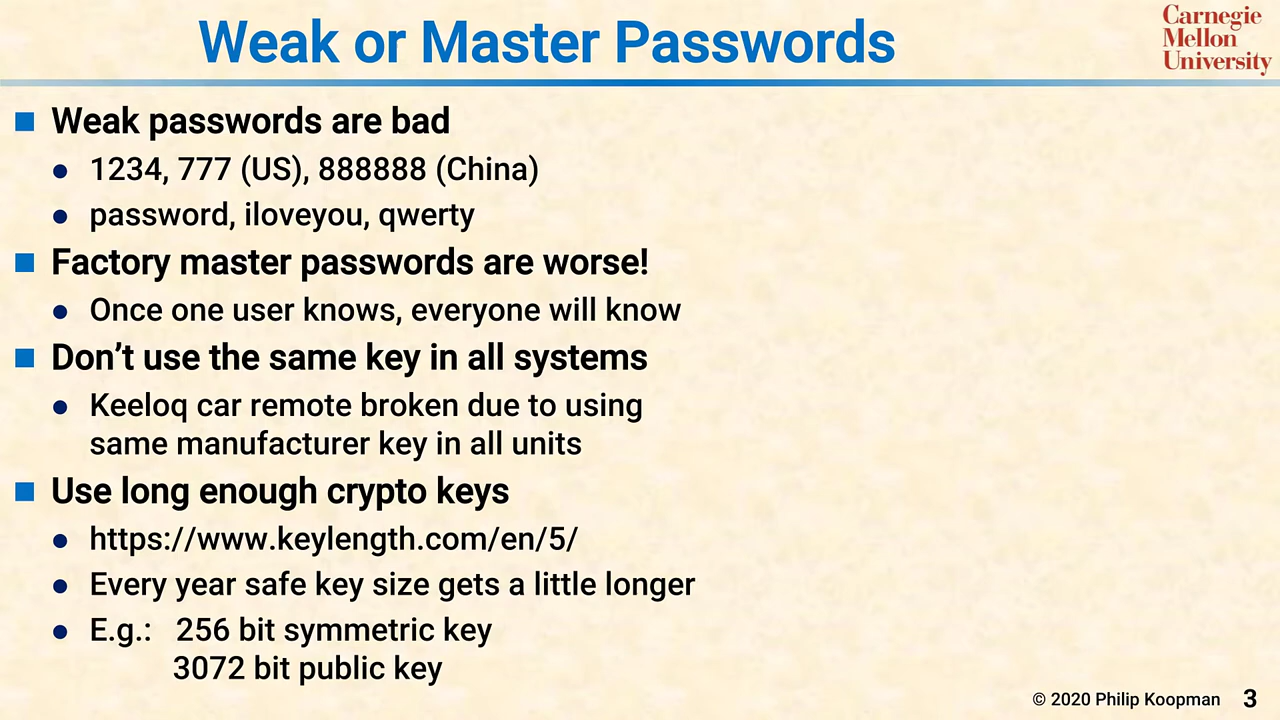 Weak or Master Passwords
Carnegie
Mellon
University
Weak passwords are bad
1234, 777 (US), 888888 (China)
password, iloveyou, qwerty
Factory master passwords are worse!
Once one user knows, everyone will know
Don’t use the same key in all systems
Keeloq car remote broken due to using
same manufacturer key in all units
Use long enough crypto keys
https://www.keylength.com/en/5/
Every year safe key size gets a little longer
E.g.: 256 bit symmetric key
3072 bit public key
© 2020 Philip Koopman 3